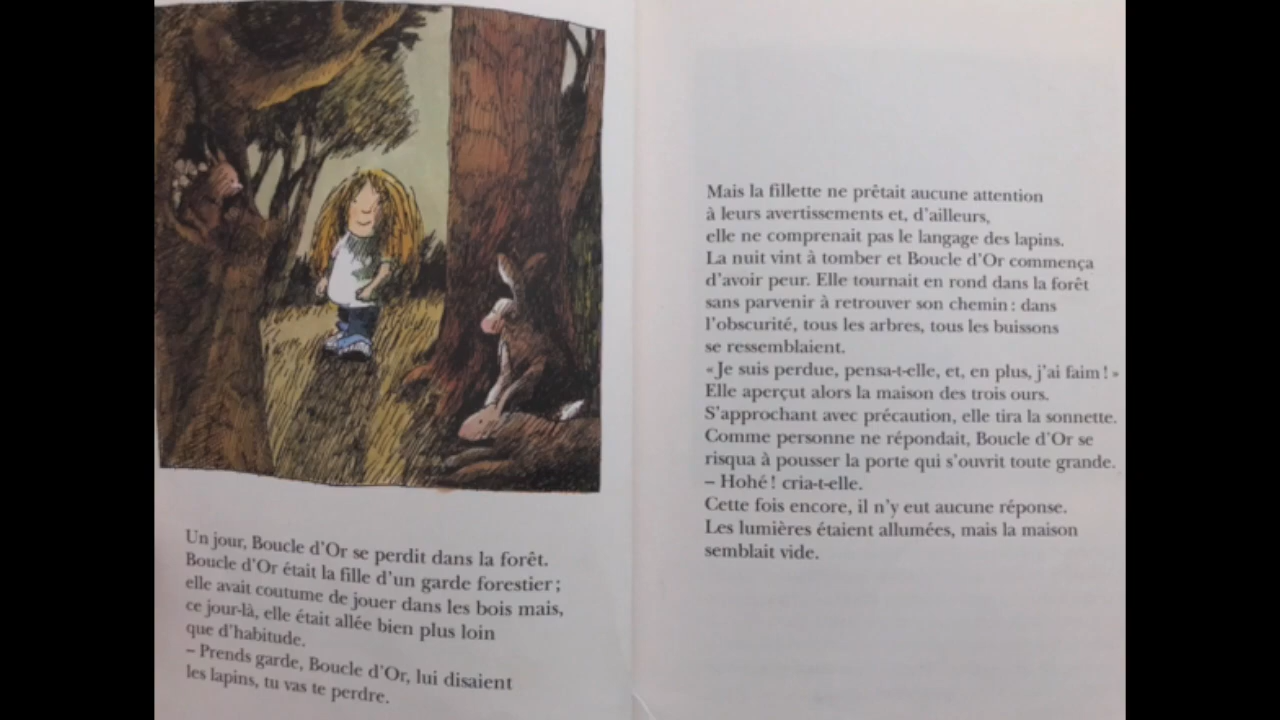 Un jour, Boucle d'Or se perdit dans la forêt.
Boucle d'Or était la fille d'un garde forestier ;
elle avait coutume de jouer dans les bois mais,
ce jour-là, elle était allée bien plus loin
que d'habitude.
– Prends garde, Boucle d'Or, lui disaient
les lapins, tu vas te perdre.
Mais la fillette ne prêtait aucune attention
à leurs avertissements et, d'ailleurs,
elle ne comprenait pas le langage des lapins.
La nuit vint à tomber et Boucle d'Or commença
d'avoir peur. Elle tournait en rond dans la forêt
sans parvenir à retrouver son chemin : dans
l'obscurité, tous les arbres, tous les buissons
se ressemblaient.
« Je suis perdue, pensa-t-elle, et, en plus, j'ai faim ! »
Elle aperçut alors la maison des trois ours.
S'approchant avec précaution, elle tira la sonnette.
Comme personne ne répondait, Boucle d'Or se
risqua à pousser la porte qui s'ouvrit toute grande.
– Hohé ! cria-t-elle.
Cette fois encore, il n'y eut aucune réponse.
Les lumières étaient allumées, mais la maison
semblait vide.